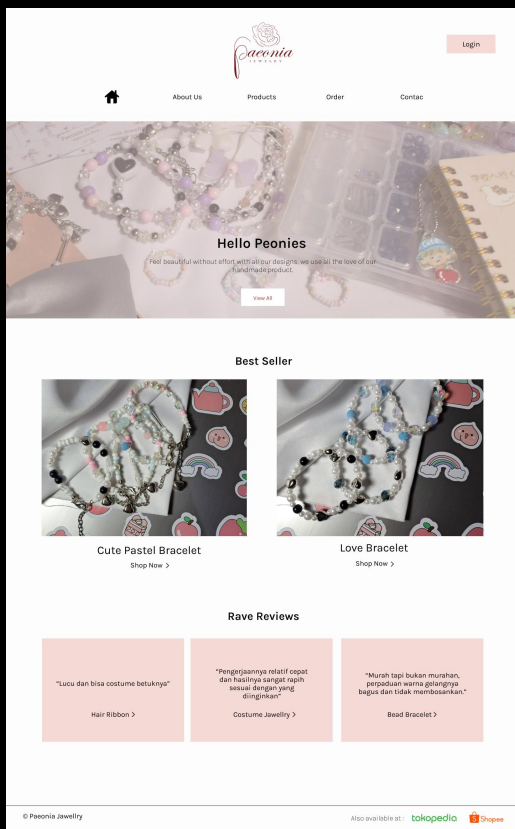 Paeonia
JEWELRY
Login
About Us
Products
Order
Contac
Hello Peonies
Feel beautiful without effort with all our designs. we use all the love of our
handmade product.
View All
Best Seller
Cute Pastel Bracelet
Shop Now >
Love Bracelet
Shop Now >
Rave Reviews
“Lucu dan bisa costume betuknya”
Hair Ribbon >
“Pengerjaannya relatif cepat
dan hasilnya sangat rapih
sesuai dengan yang
diinginkan”
Costume Jawellry >
“Murah tapi bukan murahan,
perpaduan warna gelangnya
bagus dan tidak membosankan.”
Bead Bracelet >
© Paeonia Jawellry
Also available at :
tokopedia
Shopee